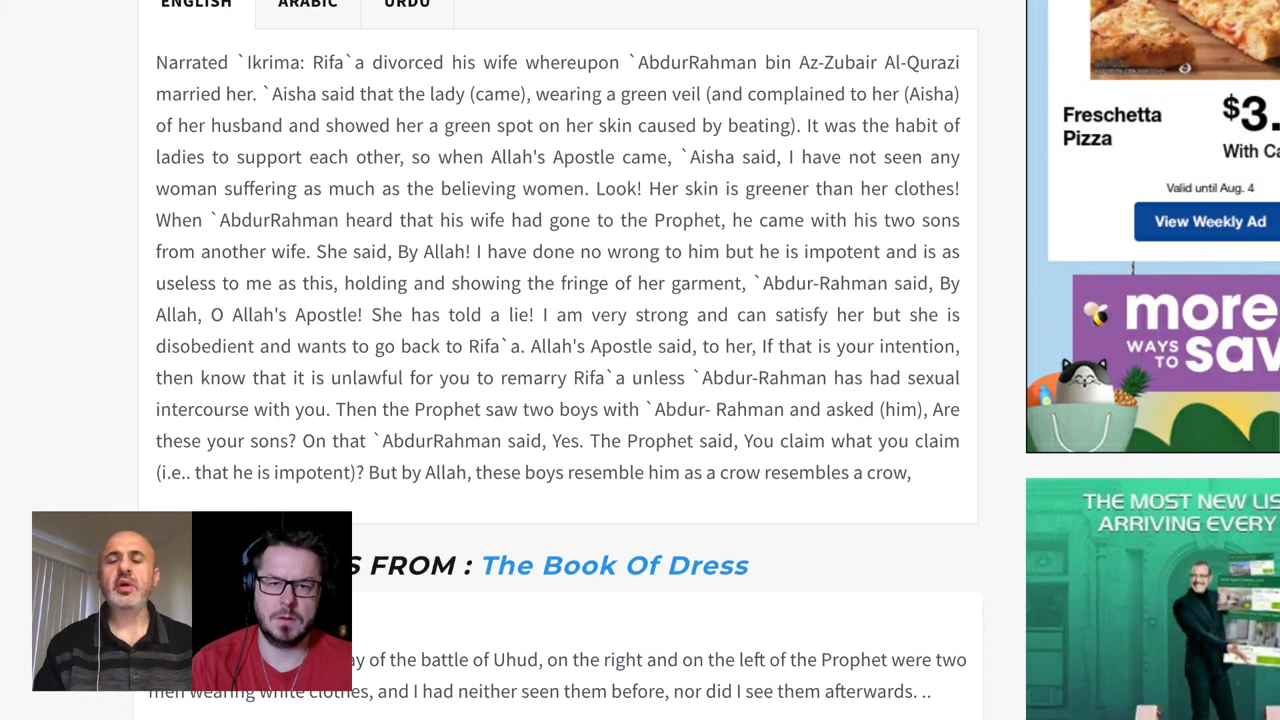 ENGLISH ARABIC URDU
Narrated `Ikrima: Rifa`a divorced his wife whereupon `AbdurRahman bin Az-Zubair Al-Qurazi
married her. `Aisha said that the lady (came), wearing a green veil (and complained to her (Aisha)
of her husband and showed her a green spot on her skin caused by beating). It was the habit of
ladies to support each other, so when Allah's Apostle came, `Aisha said, I have not seen any
woman suffering as much as the believing women. Look! Her skin is greener than her clothes!
When `AbdurRahman heard that his wife had gone to the Prophet, he came with his two sons
from another wife. She said, By Allah! I have done no wrong to him but he is impotent and is as
useless to me as this, holding and showing the fringe of her garment, `Abdur-Rahman said, By
Allah, O Allah's Apostle! She has told a lie! I am very strong and can satisfy her but she is
disobedient and wants to go back to Rifa`a. Allah's Apostle said, to her, If that is your intention,
then know that it is unlawful for you to remarry Rifa`a unless `Abdur-Rahman has had sexual
intercourse with you. Then the Prophet saw two boys with `Abdur- Rahman and asked (him), Are
these your sons? On that `AbdurRahman said, Yes. The Prophet said, You claim what you claim
(i.e.. that he is impotent)? But by Allah, these boys resemble him as a crow resembles a crow,
S FROM : The Book Of Dress
ay of the battle of Uhud, on the right and on the left of the Prophet were two
men wearing white clothes, and I had neither seen them before, nor did I see them afterwards. ..
Freschetta
Pizza
$3.
With Ca
Valid until Aug. 4
View Weekly Ad
more
WAYS
TO
sav
THE MOST NEW LIS
ARRIVING EVERY